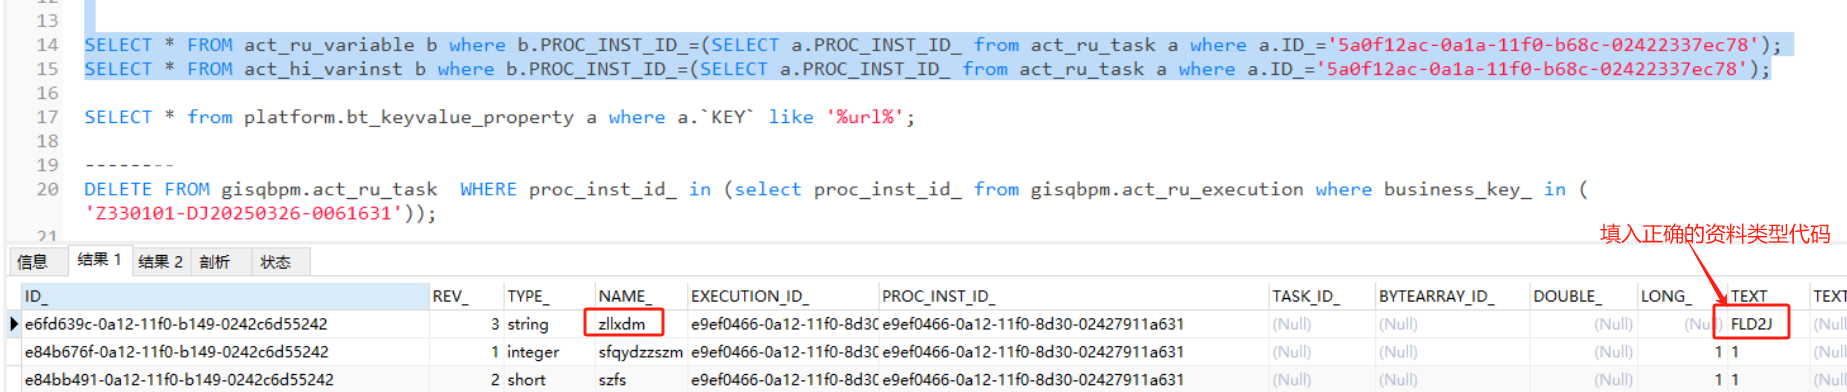 13
14 SELECT * FROM act_ru_variable b where b.PROC_INST_ID_=(SELECT a.PROC_INST_ID_ from act_ru_task a where a.ID_='5a0f12ac-0a1a-11f0-b68c-02422337ec78');
15 SELECT * FROM act_hi_varinst b where b.PROC_INST_ID_=(SELECT a.PROC_INST_ID_ from act_ru_task a where a.ID_='5a0f12ac-0a1a-11f0-b68c-02422337ec78');
16
17 SELECT * from platform.bt_keyvalue_property a where a.`KEY` like '%url%';
18
19 --------
20 DELETE FROM gisqbpm.act_ru_task  WHERE proc_inst_id_ in (select proc_inst_id_ from gisqbpm.act_ru_execution where business_key_ in (
'Z330101-DJ20250326-0061631'));
21
填入正确的资料类型代码
信息 结果 1 结果 2 剖析 状态
ID_ REV_ TYPE_ NAME_ EXECUTION_ID_ PROC_INST_ID_ TASK_ID_ BYTEARRAY_ID_ DOUBLE_ LONG_ TEXT TEXT
e6fd639c-0a12-11f0-b149-0242c6d55242 3 string zllxdm e9ef0466-0a12-11f0-8d30 e9ef0466-0a12-11f0-8d30-02427911a631 (Null) (Null) (Null) (Nul FLD2J (Null
e84b676f-0a12-11f0-b149-0242c6d55242 1 integer sfqydzzszm e9ef0466-0a12-11f0-8d30 e9ef0466-0a12-11f0-8d30-02427911a631 (Null) (Null) (Null) 1 1 (Null
e84bb491-0a12-11f0-b149-0242c6d55242 2 short szfs e9ef0466-0a12-11f0-8d30 e9ef0466-0a12-11f0-8d30-02427911a631 (Null) (Null) (Null) 1 1 (Null